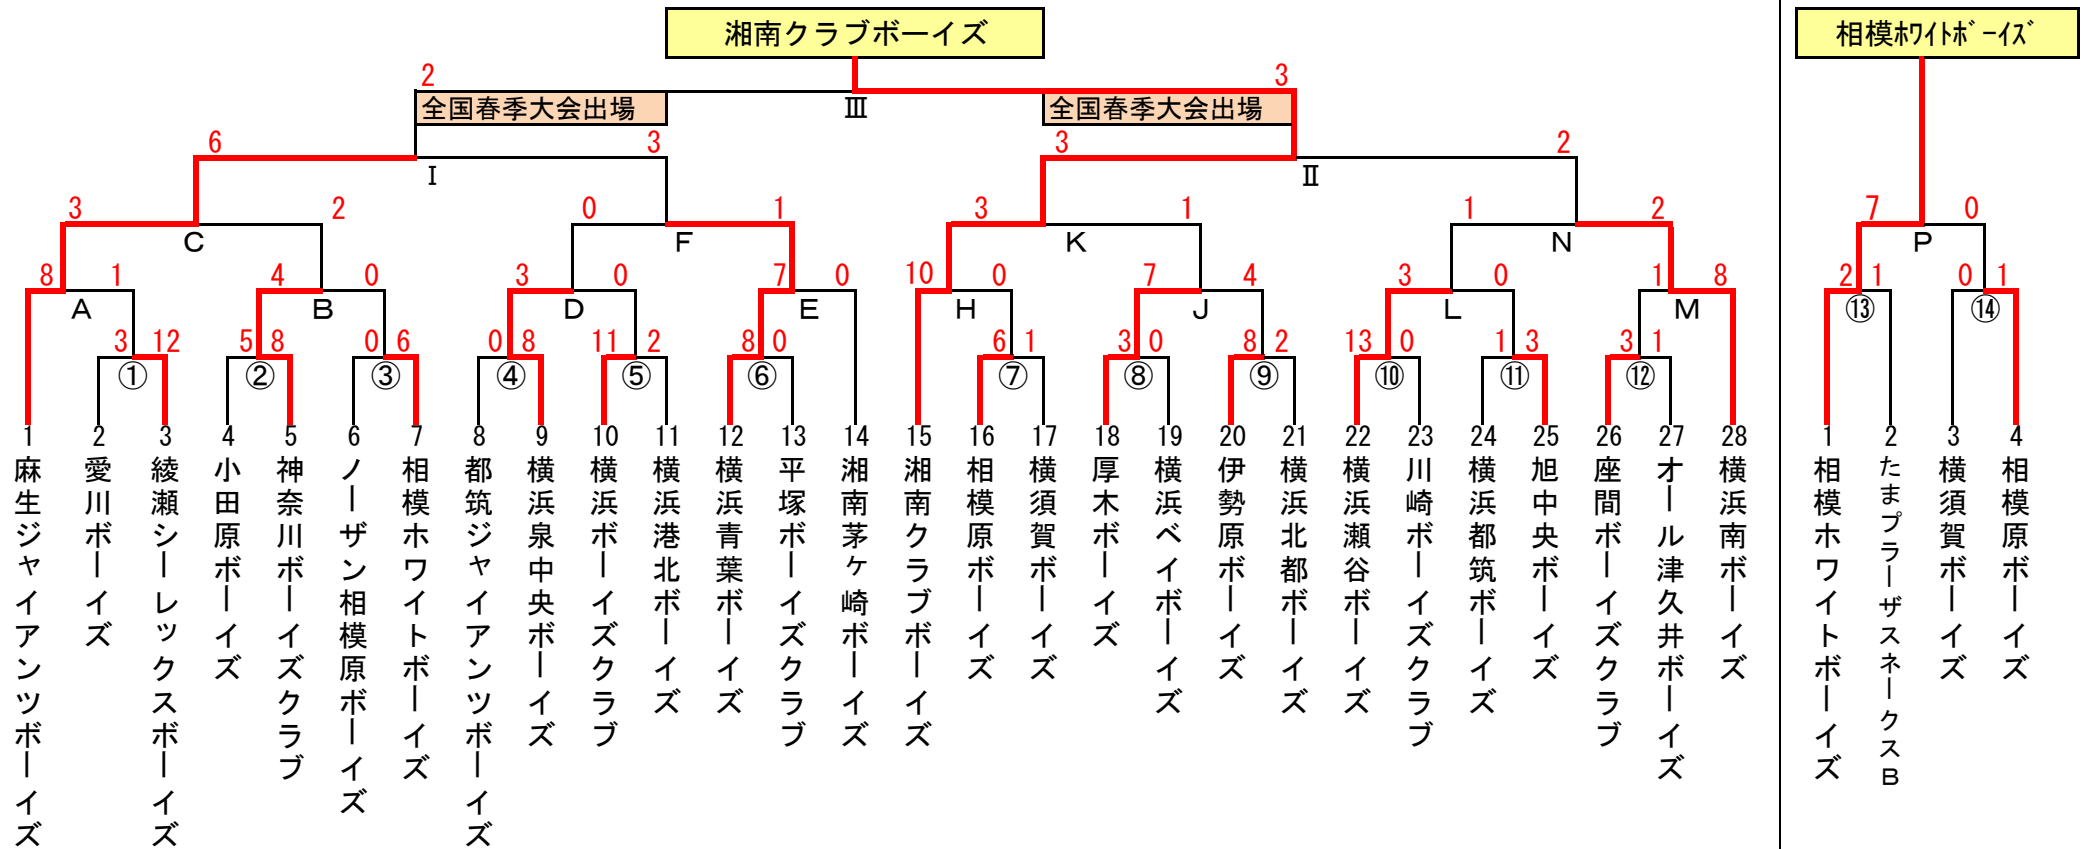 湘南クラブボーイズ
相模ﾎﾜｲﾄﾎﾞｰｲｽﾞ
2 3
全国春季大会出場 Ⅲ 全国春季大会出場
6 3 3 2
Ⅰ Ⅱ
3 2 0 1 3 1 1 2 7 0
C F K N P
8 1 4 0 3 0 7 0 10 0 7 4 3 0 1 8 2 1 0 1
A B D E H J L M ⑬ ⑭
3 12 5 8 0 6 0 8 11 2 8 0 6 1 3 0 8 2 13 0 1 3 3 1
① ② ③ ④ ⑤ ⑥ ⑦ ⑧ ⑨ ⑩ ⑪ ⑫
1 麻生ジャイアンツボーイズ
2 愛川ボーイズ
3 綾瀬シーレックスボーイズ
4 小田原ボーイズ
5 神奈川ボーイズクラブ
6 ノーザン相模原ボーイズ
7 相模ホワイトボーイズ
8 都筑ジャイアンツボーイズ
9 横浜泉中央ボーイズ
10 横浜ボーイズクラブ
11 横浜港北ボーイズ
12 横浜青葉ボーイズ
13 平塚ボーイズクラブ
14 湘南茅ヶ崎ボーイズ
15 湘南クラブボーイズ
16 相模原ボーイズ
17 横須賀ボーイズ
18 厚木ボーイズ
19 横浜ベイボーイズ
20 伊勢原ボーイズ
21 横浜北都ボーイズ
22 横浜瀬谷ボーイズ
23 川崎ボーイズクラブ
24 横浜都筑ボーイズ
25 旭中央ボーイズ
26 座間ボーイズクラブ
27 オール津久井ボーイズ
28 横浜南ボーイズ
1 相模ホワイトボーイズ
2 たまプラーザスネークスB
3 横須賀ボーイズ
4 相模原ボーイズ